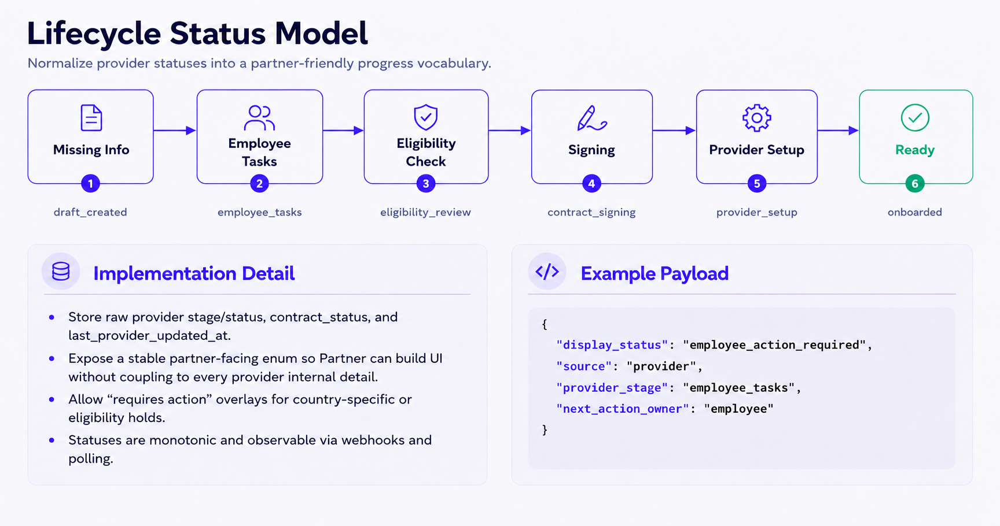 Lifecycle Status Model
Normalize provider statuses into a partner-friendly progress vocabulary.
Missing Info
1
draft_created
Employee
Tasks
2
employee_tasks
Eligibility
Check
3
eligibility_review
Signing
4
contract_signing
Provider Setup
5
provider_setup
Ready
6
onboarded
Implementation Detail
• Store raw provider stage/status, contract_status, and
last_provider_updated_at.
• Expose a stable partner-facing enum so Partner can build UI
without coupling to every provider internal detail.
• Allow “requires action” overlays for country-specific or
eligibility holds.
• Statuses are monotonic and observable via webhooks and
polling.
</> Example Payload
{
"display_status": "employee_action_required",
"source": "provider",
"provider_stage": "employee_tasks",
"next_action_owner": "employee"
}